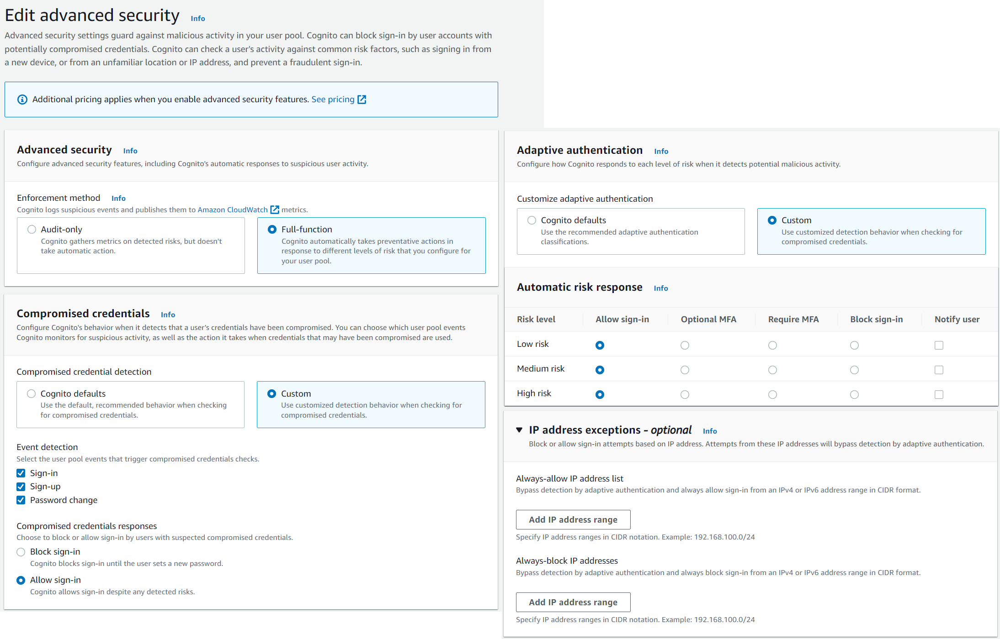 Edit advanced security Info
Advanced security settings guard against malicious activity in your user pool. Cognito can block sign-in by user accounts with
potentially compromised credentials. Cognito can check a user's activity against common risk factors, such as signing in from
a new device, or from an unfamiliar location or IP address, and prevent a fraudulent sign-in.
Additional pricing applies when you enable advanced security features. See pricing
Advanced security Info
Configure advanced security features, including Cognito's automatic responses to suspicious user activity.
Enforcement method Info
Cognito logs suspicious events and publishes them to Amazon CloudWatch metrics.
Audit-only
Cognito gathers metrics on detected risks, but doesn't
take automatic action.
Full-function
Cognito automatically takes preventative actions in
response to different levels of risk that you configure for
your user pool.
Compromised credentials Info
Configure Cognito's behavior when it detects that a user’s credentials have been compromised. You can choose which user pool events
Cognito monitors for suspicious activity, as well as the action it takes when credentials that may have been compromised are used.
Compromised credential detection
Cognito defaults
Use the default, recommended behavior when checking
for compromised credentials.
Custom
Use customized detection behavior when checking for
compromised credentials.
Event detection
Select the user pool events that trigger compromised credentials checks.
Sign-in
Sign-up
Password change
Compromised credentials responses
Choose to block or allow sign-in by users with suspected compromised credentials.
Block sign-in
Cognito blocks sign-in until the user sets a new password.
Allow sign-in
Cognito allows sign-in despite any detected risks.
Adaptive authentication Info
Configure how Cognito responds to each level of risk when it detects potential malicious activity.
Customize adaptive authentication
Cognito defaults
Use the recommended adaptive authentication
classifications.
Custom
Use customized detection behavior when checking for
compromised credentials.
Automatic risk response Info
Risk level Allow sign-in Optional MFA Require MFA Block sign-in Notify user
Low risk
Medium risk
High risk
IP address exceptions - optional Info
Block or allow sign-in attempts based on IP address. Attempts from these IP addresses will bypass detection by adaptive authentication.
Always-allow IP address list
Bypass detection by adaptive authentication and always allow sign-in from an IPv4 or IPv6 address range in CIDR format.
Add IP address range
Specify IP address ranges in CIDR notation. Example: 192.168.100.0/24
Always-block IP addresses
Bypass detection by adaptive authentication and always block sign-in from an IPv4 or IPv6 address range in CIDR format.
Add IP address range
Specify IP address ranges in CIDR notation. Example: 192.168.100.0/24